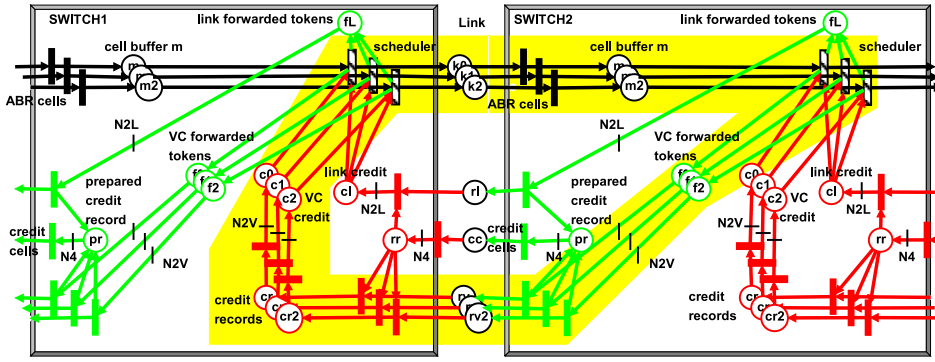 SWITCH1
link forwarded tokens
fL
Link
SWITCH2
link forwarded tokens
fL
cell buffer m
scheduler
cell buffer m
scheduler
m
k0
m
m2
k1
k2
m
m2
ABR cells
ABR cells
N2L
VC forwarded
tokens
N2L
VC forwarded
tokens
f2
f2
prepared
credit
record
c0
c1
c2
VC
credit
link credit
cl
N2L
rl
prepared
credit
record
c0
c1
c2
VC
credit
link credit
cl
N2L
credit
cells
N4
pr
N2V
N2V
rr
N4
cc
credit
cells
N4
pr
N2V
N2V
rr
N4
credit
records
cr
cr2
rv2
credit
records
cr
cr2